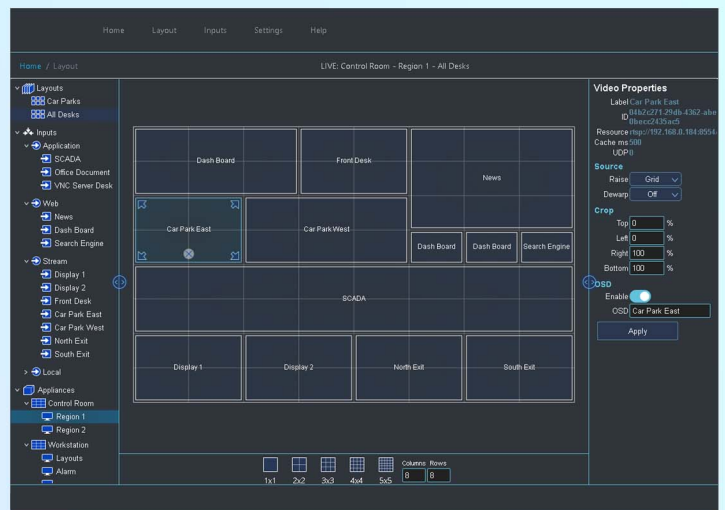 Home Layout Inputs Settings Help
Home / Layout
LIVE: Control Room - Region 1 - All Desks
Layouts
Car Parks
All Desks
Inputs
Application
SCADA
Office Document
VNC Server Desk
Web
News
Dash Board
Search Engine
Stream
Display 1
Display 2
Front Desk
Car Park East
Car Park West
North Exit
South Exit
Local
Appliances
Control Room
Region 1
Region 2
Workstation
Layouts
Alarm
Dash Board
Front Desk
News
Car Park East
Car Park West
Dash Board
Dash Board
Search Engine
SCADA
Display 1
Display 2
North Exit
South Exit
1x1 2x2 3x3 4x4 5x5
Columns Rows
8 8
Video Properties
Label Car Park East
ID 04b2c271-29db-4362-abe
0becc2435ac5
Resource rtsp://192.168.0.104:8554
Cache ms 500
UDP 0
Source
Raise Grid
Dewarp Off
Crop
Top 0 %
Left 0 %
Right 100 %
Bottom 100 %
OSD
Enable
OSD Car Park East
Apply